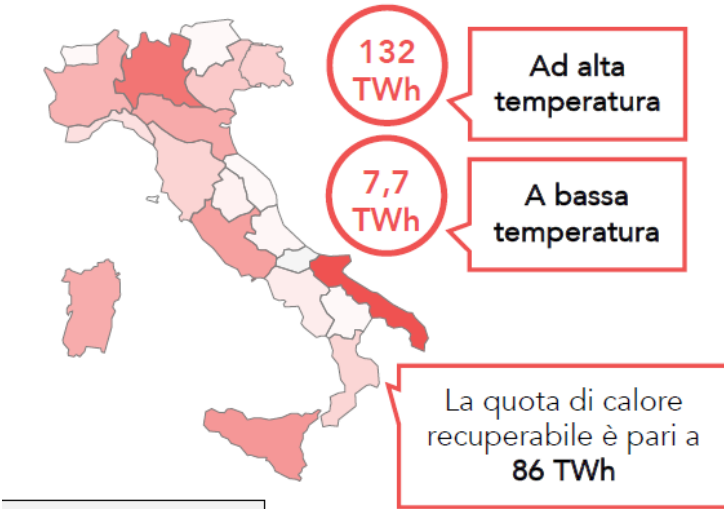 132
TWh
Ad alta
temperatura
7,7
TWh
A bassa
temperatura
La quota di calore
recuperabile è pari a
86 TWh